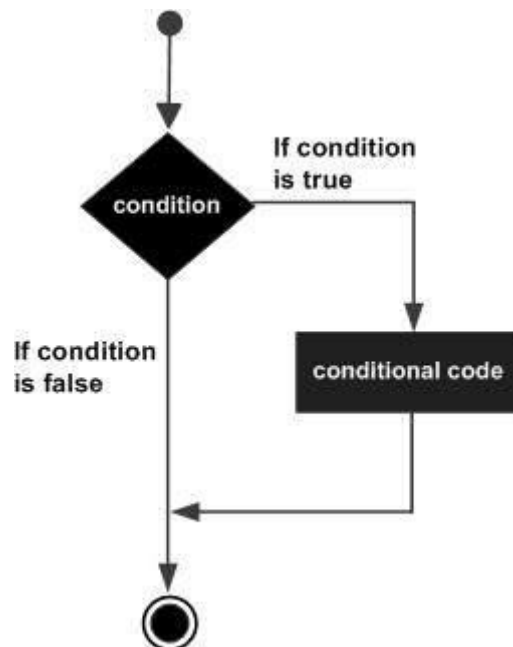 If condition
is true
condition
If condition
is false
conditional code